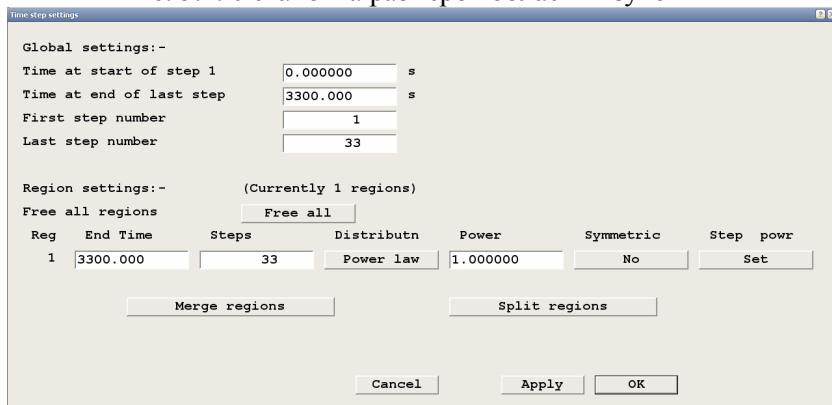 Time step settings
Global settings:-
Time at start of step 1 0.000000 s
Time at end of last step 3300.000 s
First step number 1
Last step number 33
Region settings:- (Currently 1 regions)
Free all regions Free all
Reg End Time Steps Distributn Power Symmetric Step powr
1 3300.000 33 Power law 1.000000 No Set
Merge regions Split regions
Cancel Apply OK